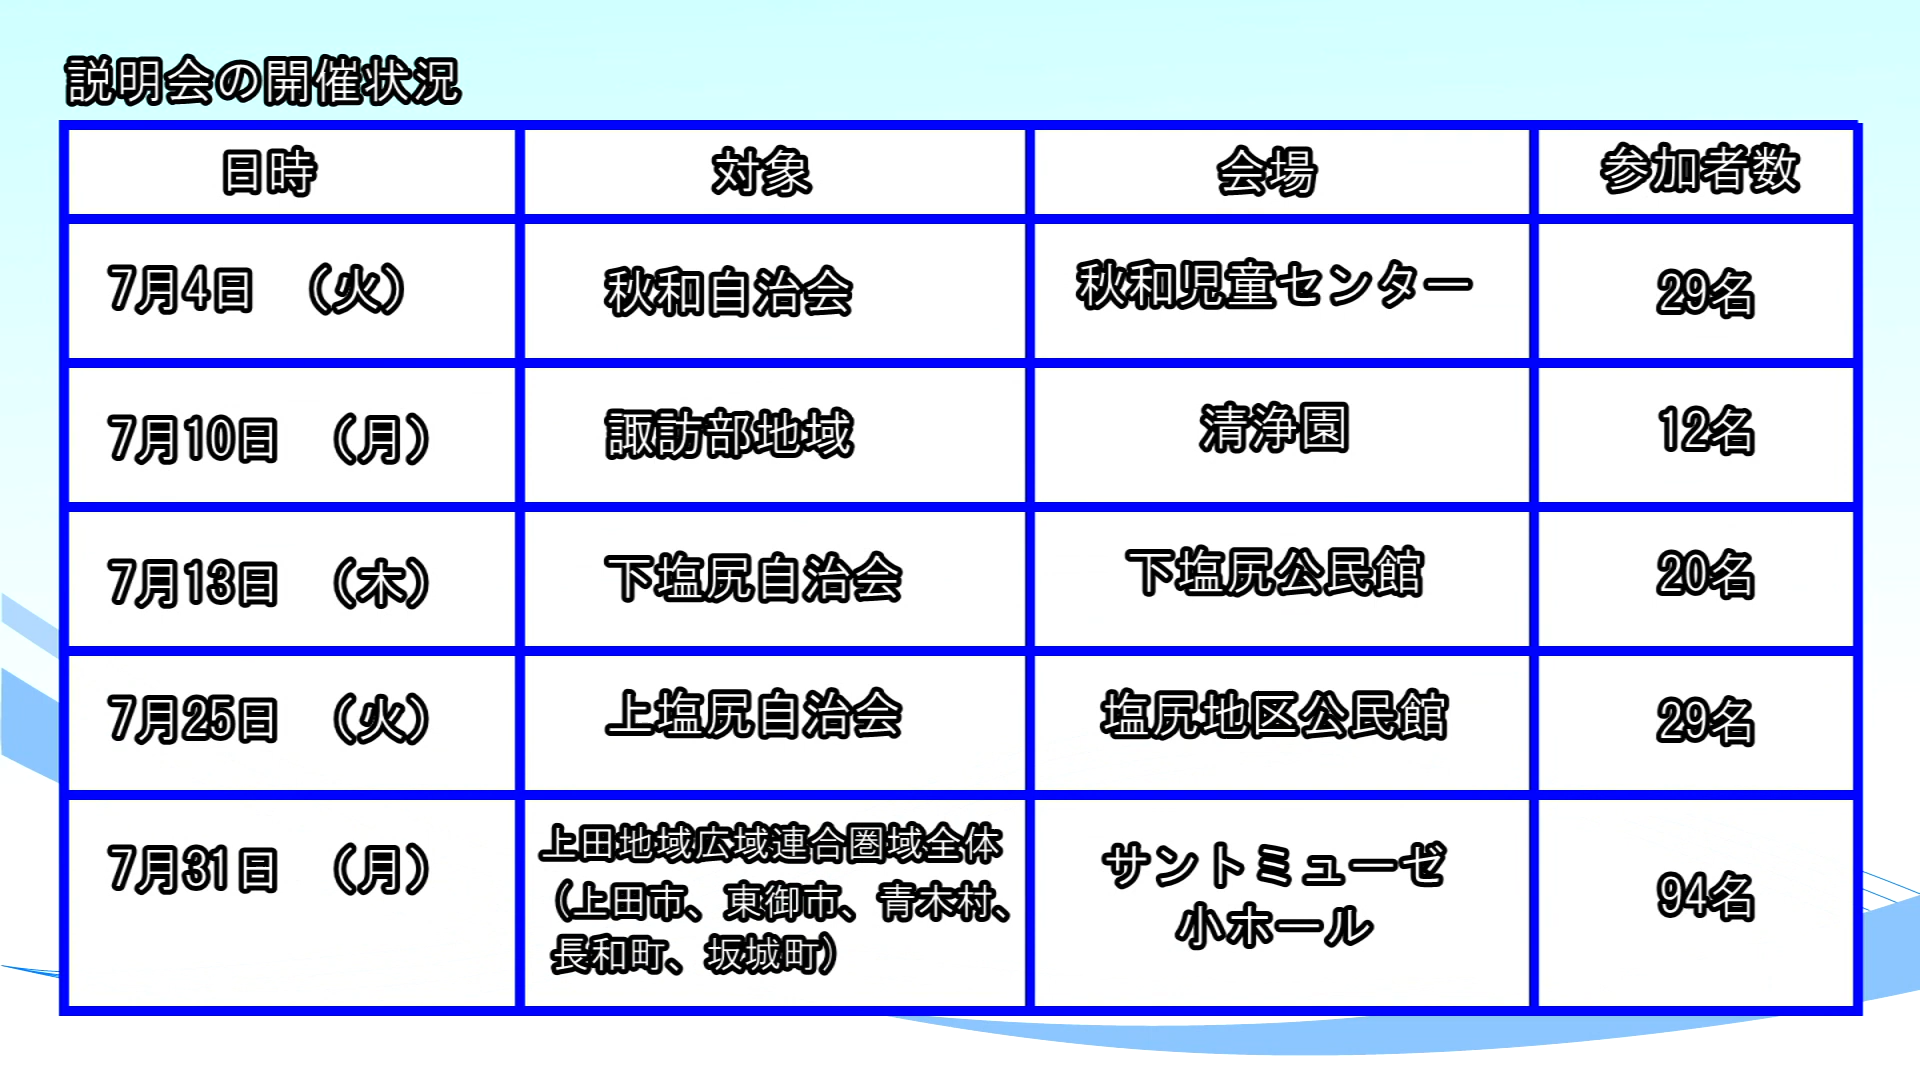 説明会の開催状況
日時 対象 会場 参加者数
7月4日 （火） 秋和自治会 秋和児童センター 29名
7月10日 （月） 諏訪部地域 清浄園 12名
7月13日 （木） 下塩尻自治会 下塩尻公民館 20名
7月25日 （火） 上塩尻自治会 塩尻地区公民館 29名
7月31日 （月）
上田地域広域連合圏域全体
（上田市、東御市、青木村、
長和町、坂城町）
サントミューゼ
小ホール
94名